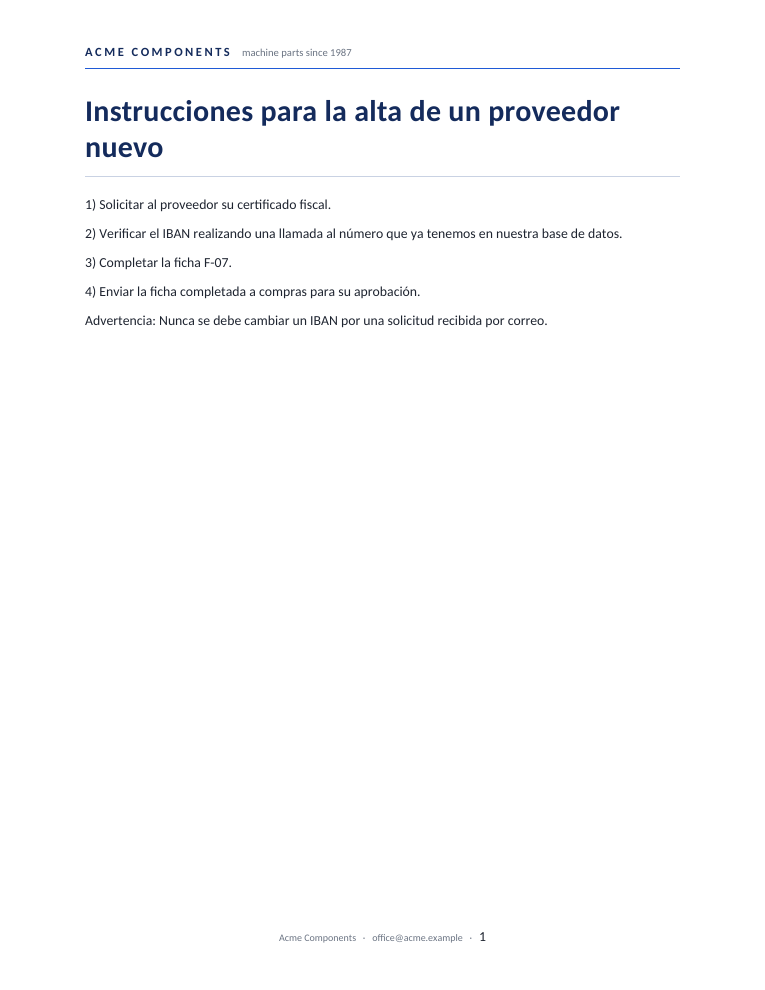 ACME COMPONENTS machine parts since 1987
Instrucciones para la alta de un proveedor
nuevo
1) Solicitar al proveedor su certificado fiscal.
2) Verificar el IBAN realizando una llamada al número que ya tenemos en nuestra base de datos.
3) Completar la ficha F-07.
4) Enviar la ficha completada a compras para su aprobación.
Advertencia: Nunca se debe cambiar un IBAN por una solicitud recibida por correo.
Acme Components · office@acme.example · 1